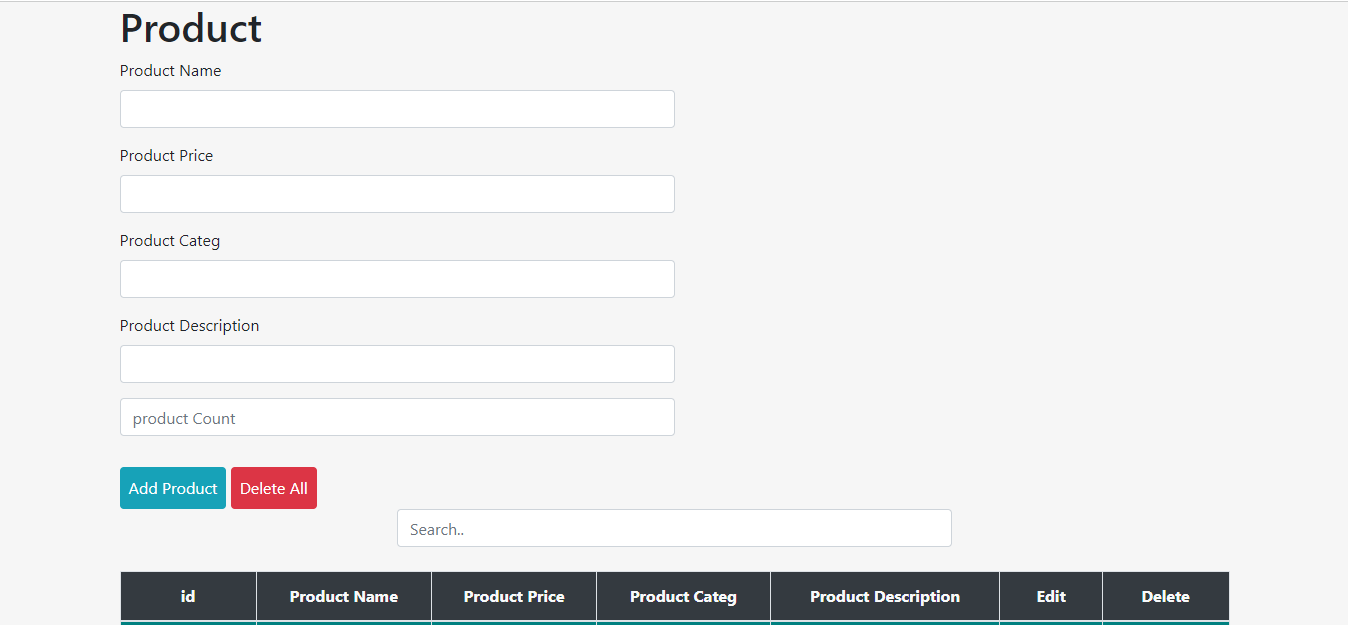 Product
Product Name
Product Price
Product Categ
Product Description
product Count
Add Product Delete All
Search..
id Product Name Product Price Product Categ Product Description Edit Delete